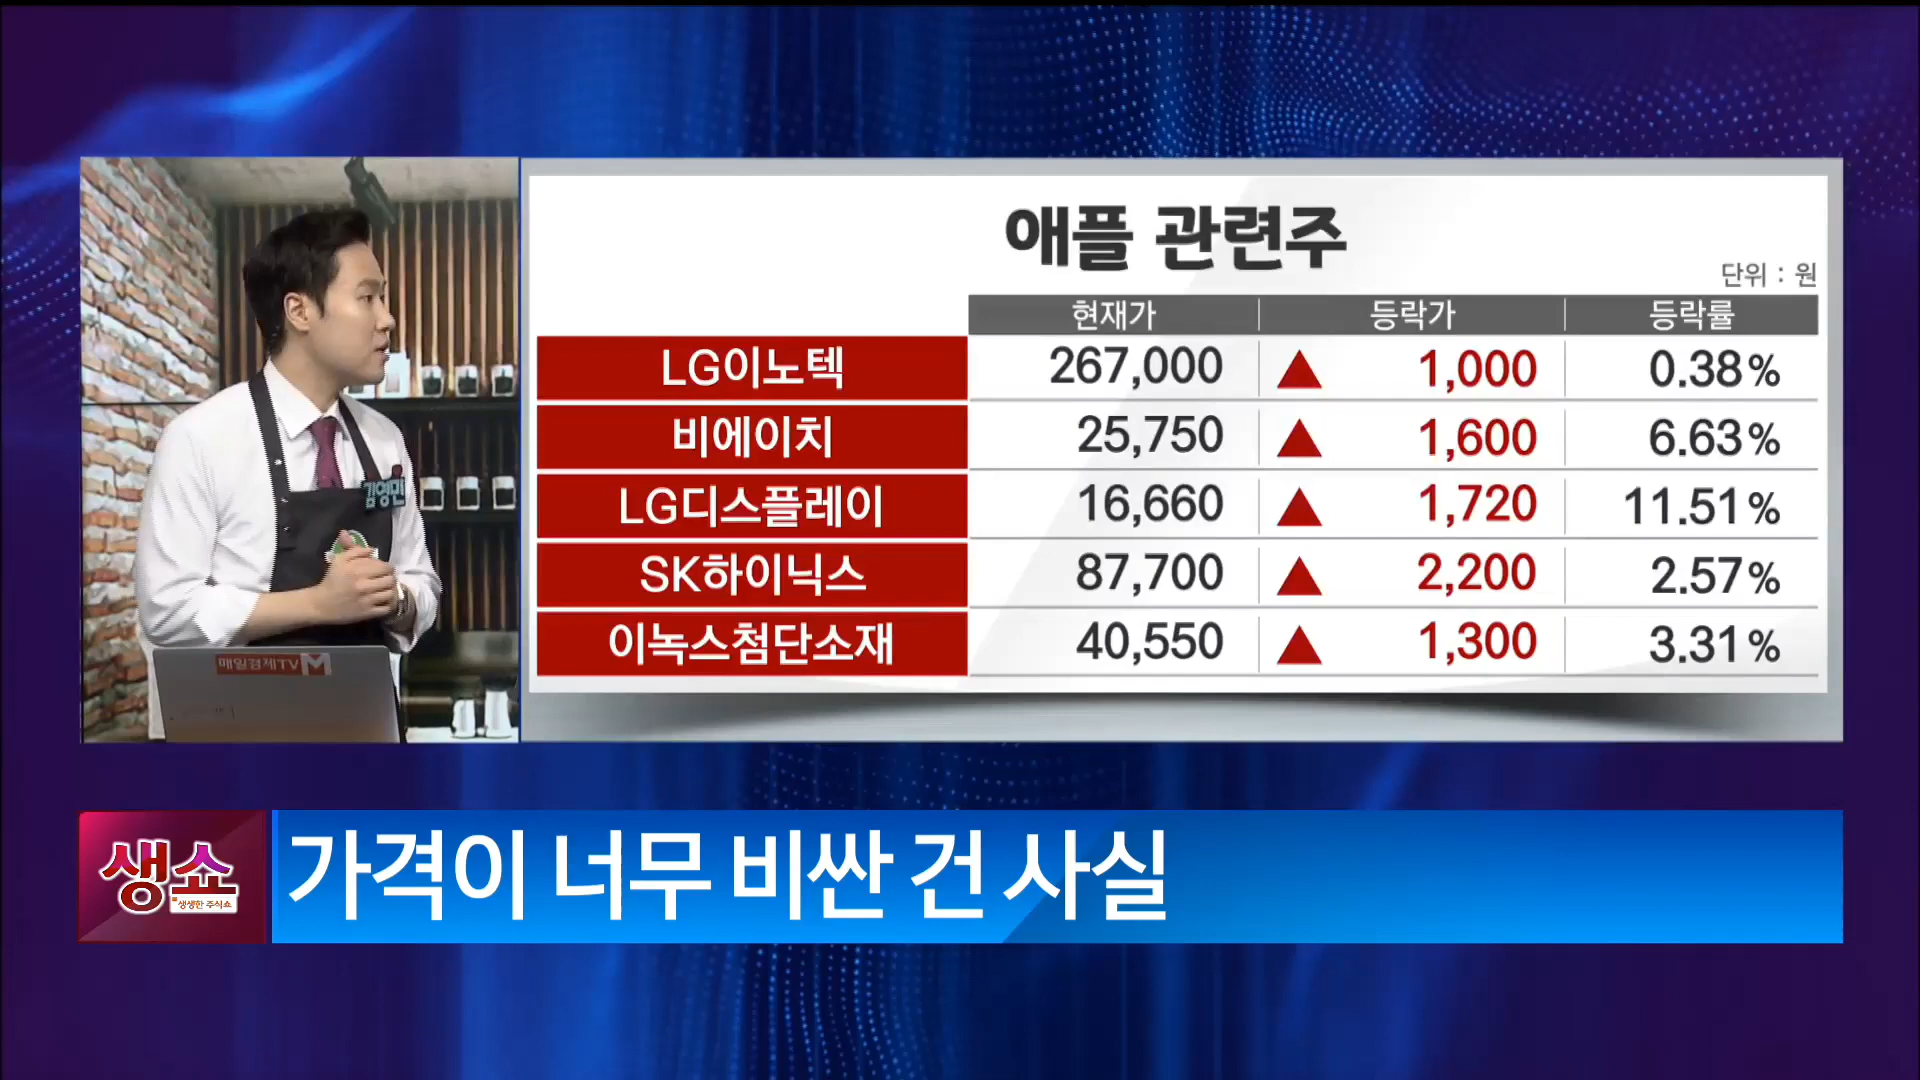 애플 관련주
단위 : 원
현재가 등락가 등락률
LG이노텍 267,000 ▲ 1,000 0.38%
비에이치 25,750 ▲ 1,600 6.63%
LG디스플레이 16,660 ▲ 1,720 11.51%
SK하이닉스 87,700 ▲ 2,200 2.57%
이녹스첨단소재 40,550 ▲ 1,300 3.31%
김영민
매일경제TV M
생쇼
생생한 주식쇼
가격이 너무 비싼 건 사실